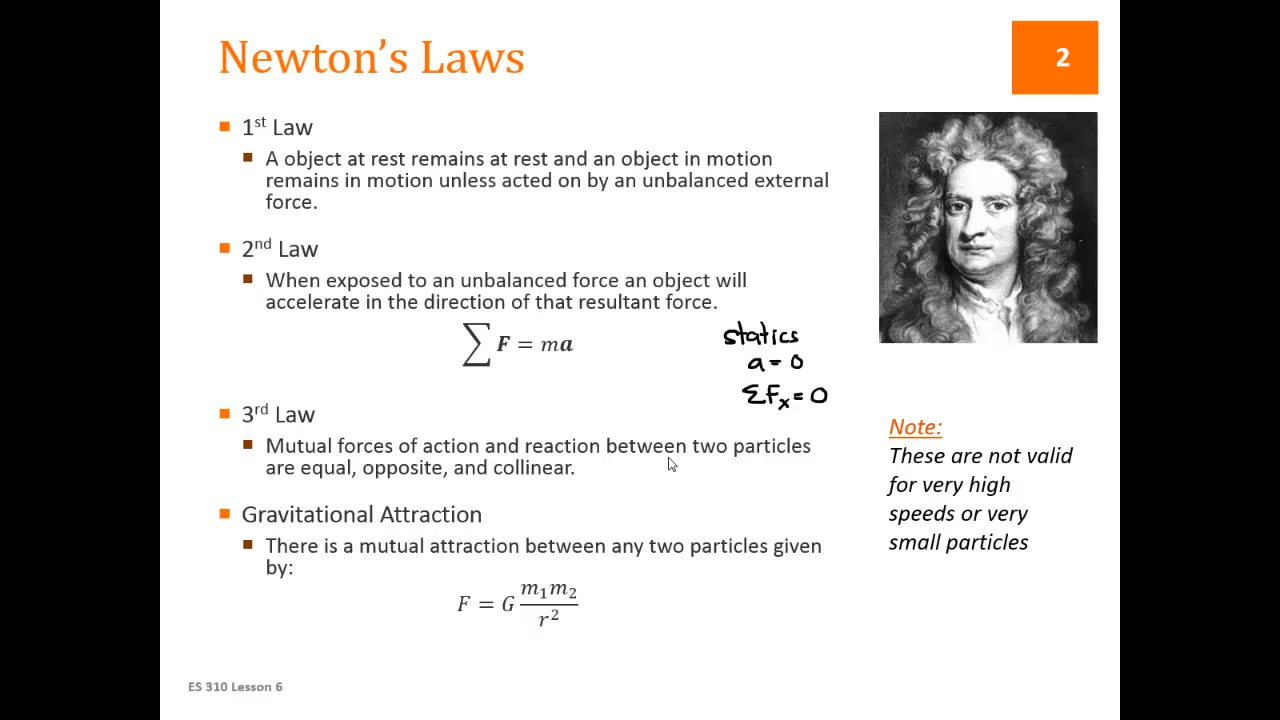 Newton's Laws
2
1st Law
A object at rest remains at rest and an object in motion
remains in motion unless acted on by an unbalanced external
force.
2nd Law
When exposed to an unbalanced force an object will
accelerate in the direction of that resultant force.
∑ F = ma
statics
a = 0
ΣFx = 0
3rd Law
Mutual forces of action and reaction between two particles
are equal, opposite, and collinear.
Gravitational Attraction
There is a mutual attraction between any two particles given
by:
F = G m₁m₂ / r²
Note:
These are not valid
for very high
speeds or very
small particles
ES 310 Lesson 6